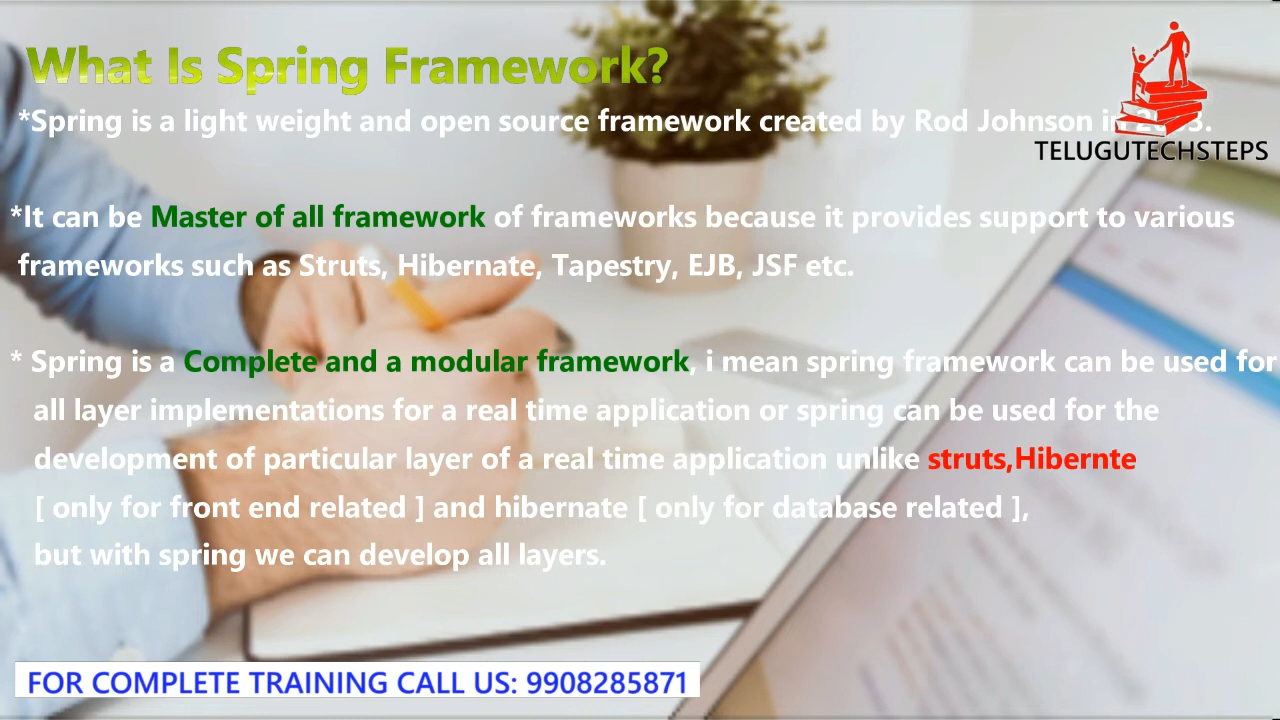 What Is Spring Framework?
*Spring is a light weight and open source framework created by Rod Johnson in 2003.
TELUGUTECHSTEPS
*It can be Master of all framework of frameworks because it provides support to various
frameworks such as Struts, Hibernate, Tapestry, EJB, JSF etc.
* Spring is a Complete and a modular framework, i mean spring framework can be used for
all layer implementations for a real time application or spring can be used for the
development of particular layer of a real time application unlike struts,Hibernte
[ only for front end related ] and hibernate [ only for database related ],
but with spring we can develop all layers.
FOR COMPLETE TRAINING CALL US: 9908285871